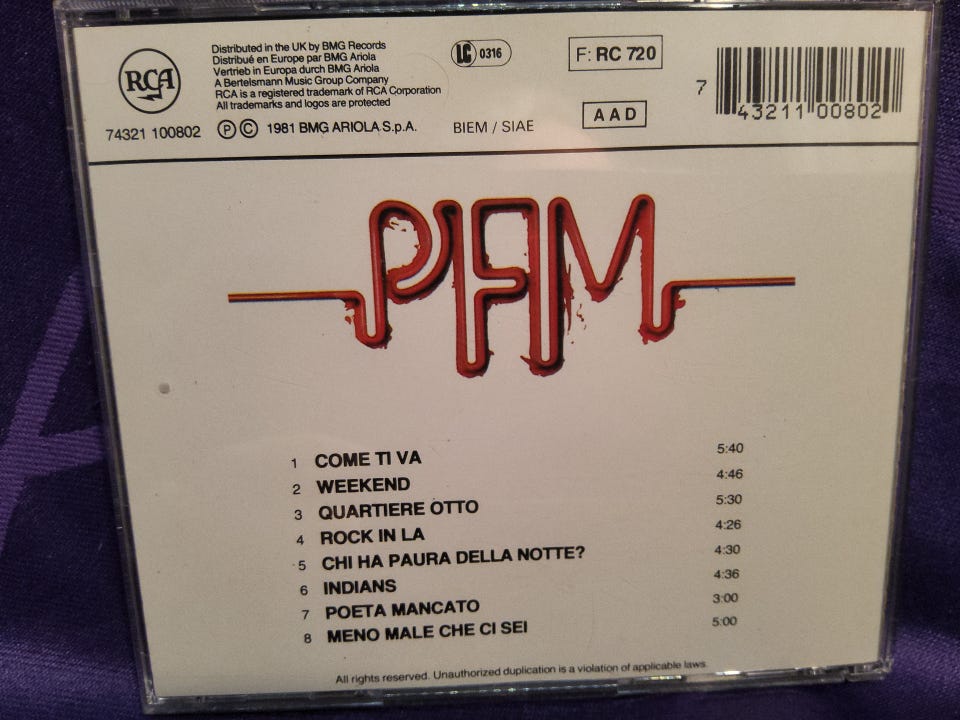 RCA
Distributed in the UK by BMG Records
Distribué en Europe par BMG Ariola
Vertrieb in Europa durch BMG Ariola
A Bertelsmann Music Group Company
RCA is a registered trademark of RCA Corporation
All trademarks and logos are protected
LC 0316
F: RC 720
7 43211 00802
74321 100802
Ⓟ © 1981 BMG ARIOLA S.p.A.
BIEM / SIAE
AAD
PFM
1 COME TI VA 5:40
2 WEEKEND 4:46
3 QUARTIERE OTTO 5:30
4 ROCK IN LA 4:26
5 CHI HA PAURA DELLA NOTTE? 4:30
6 INDIANS 4:36
7 POETA MANCATO 3:00
8 MENO MALE CHE CI SEI 5:00
All rights reserved. Unauthorized duplication is a violation of applicable laws.